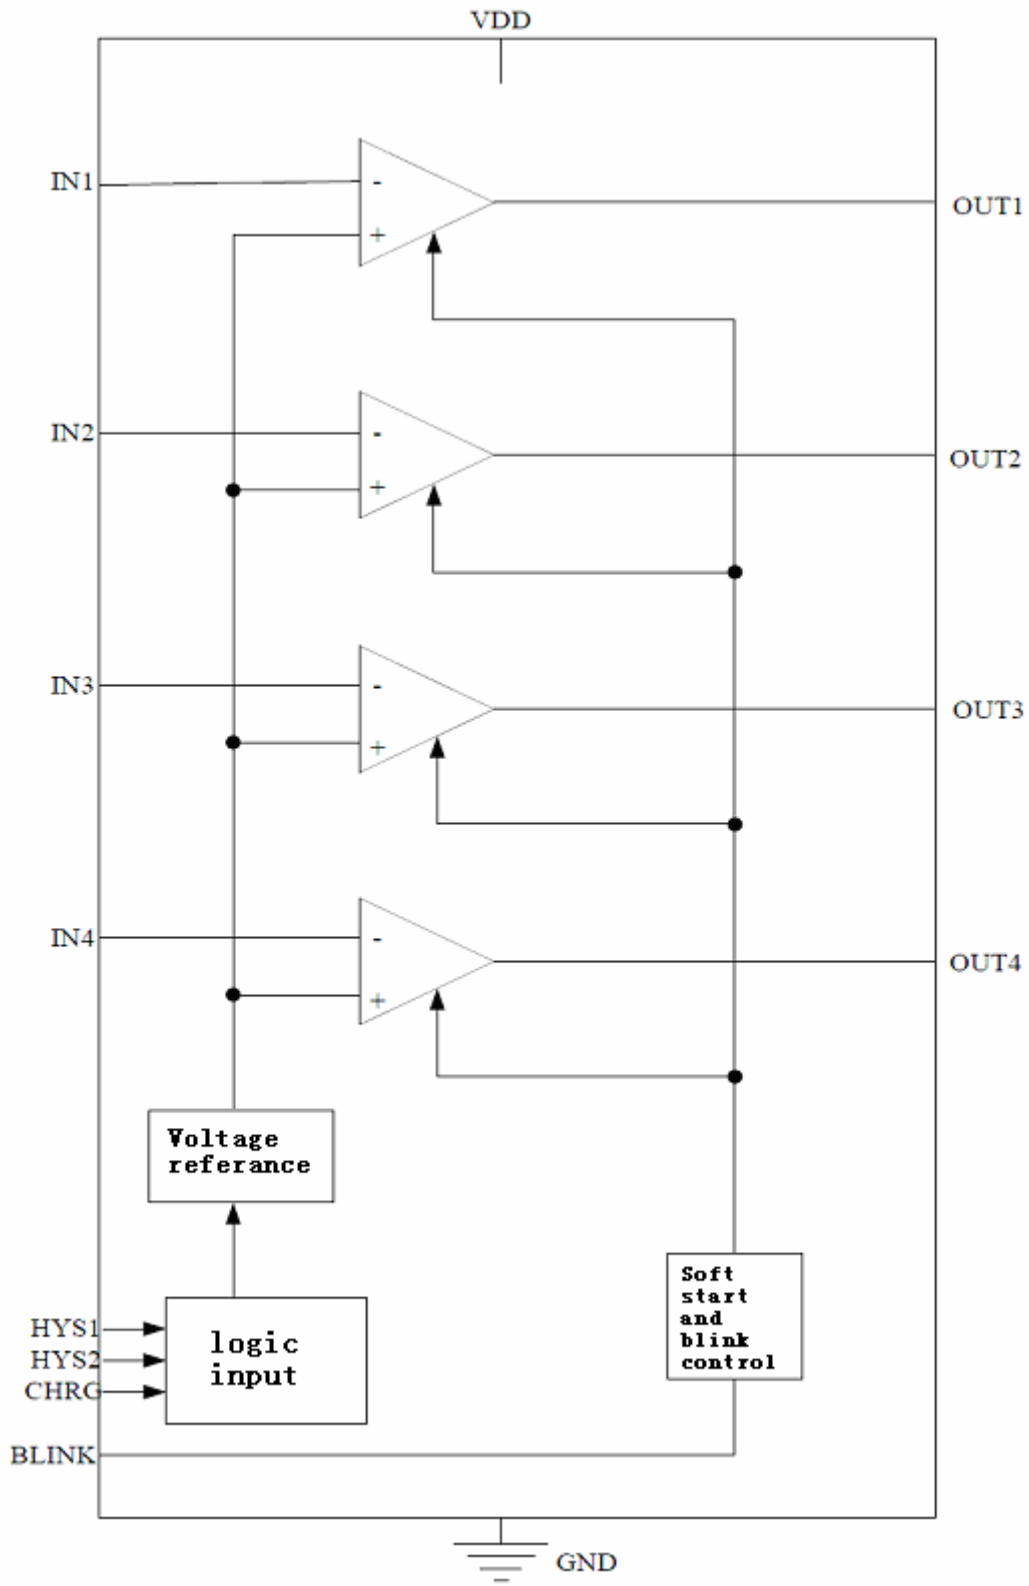 VDD
IN1
-
+
OUT1
IN2
-
+
OUT2
IN3
-
+
OUT3
IN4
-
+
OUT4
Voltage
referance
Soft
start
and
blink
control
HYS1
HYS2
CHRG
logic
input
BLINK
GND